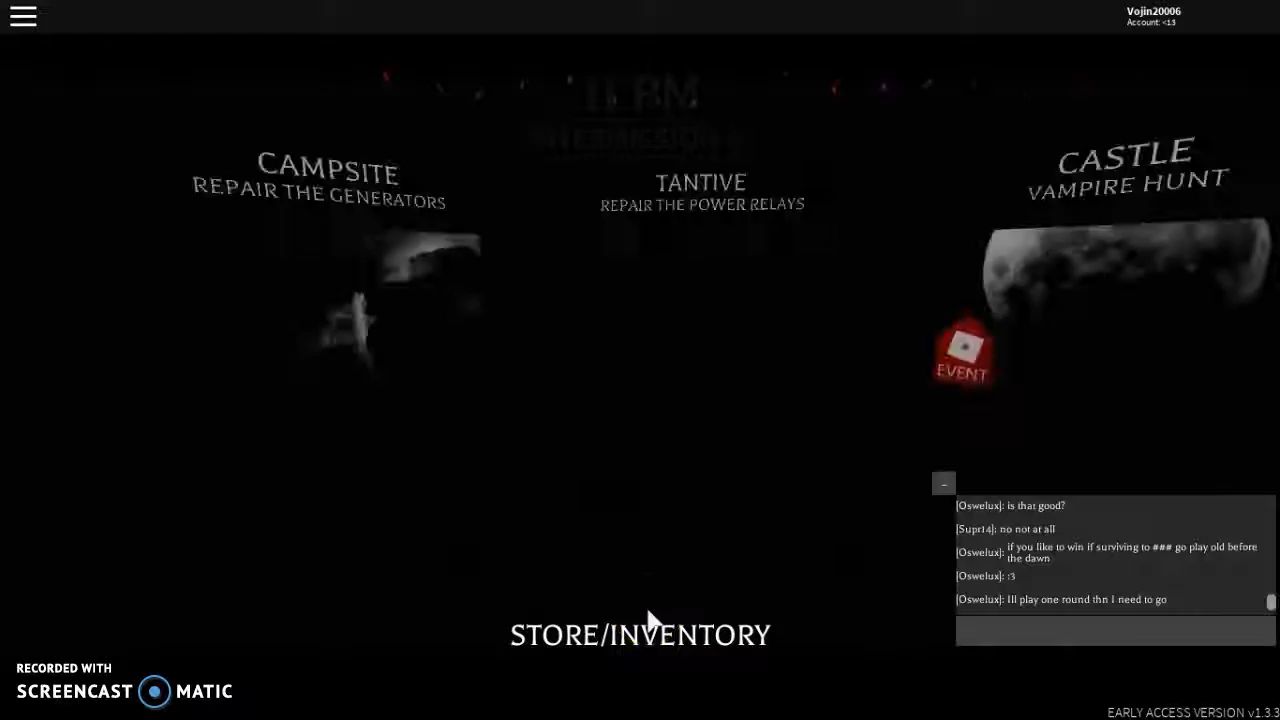 Vojin20006
Account: <13
CAMPSITE
REPAIR THE GENERATORS
TANTIVE
REPAIR THE POWER RELAYS
CASTLE
VAMPIRE HUNT
EVENT
-
[Oswelux]: is that good?
[Supr14]: no not at all
[Oswelux]: if you like to win if surviving to ### go play old before
the dawn
[Oswelux]: :3
[Oswelux]: Ill play one round thn I need to go
STORE/INVENTORY
RECORDED WITH
SCREENCAST MATIC
EARLY ACCESS VERSION v1.3.3